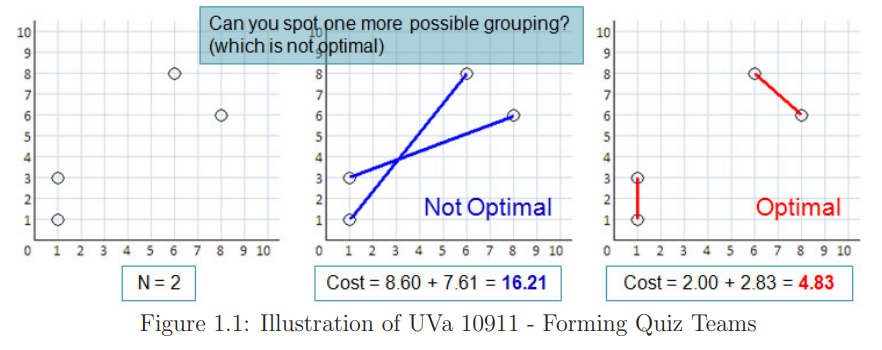 Can you spot one more possible grouping?
(which is not optimal)
10
9
8
7
6
5
4
3
2
1
0 1 2 3 4 5 6 7 8 9 10
N = 2
10
9
8
7
6
5
4
3
2
1
0 1 2 3 4 5 6 7 8 9 10
Not Optimal
Cost = 8.60 + 7.61 = 16.21
10
9
8
7
6
5
4
3
2
1
0 1 2 3 4 5 6 7 8 9 10
Optimal
Cost = 2.00 + 2.83 = 4.83
Figure 1.1: Illustration of UVa 10911 - Forming Quiz Teams